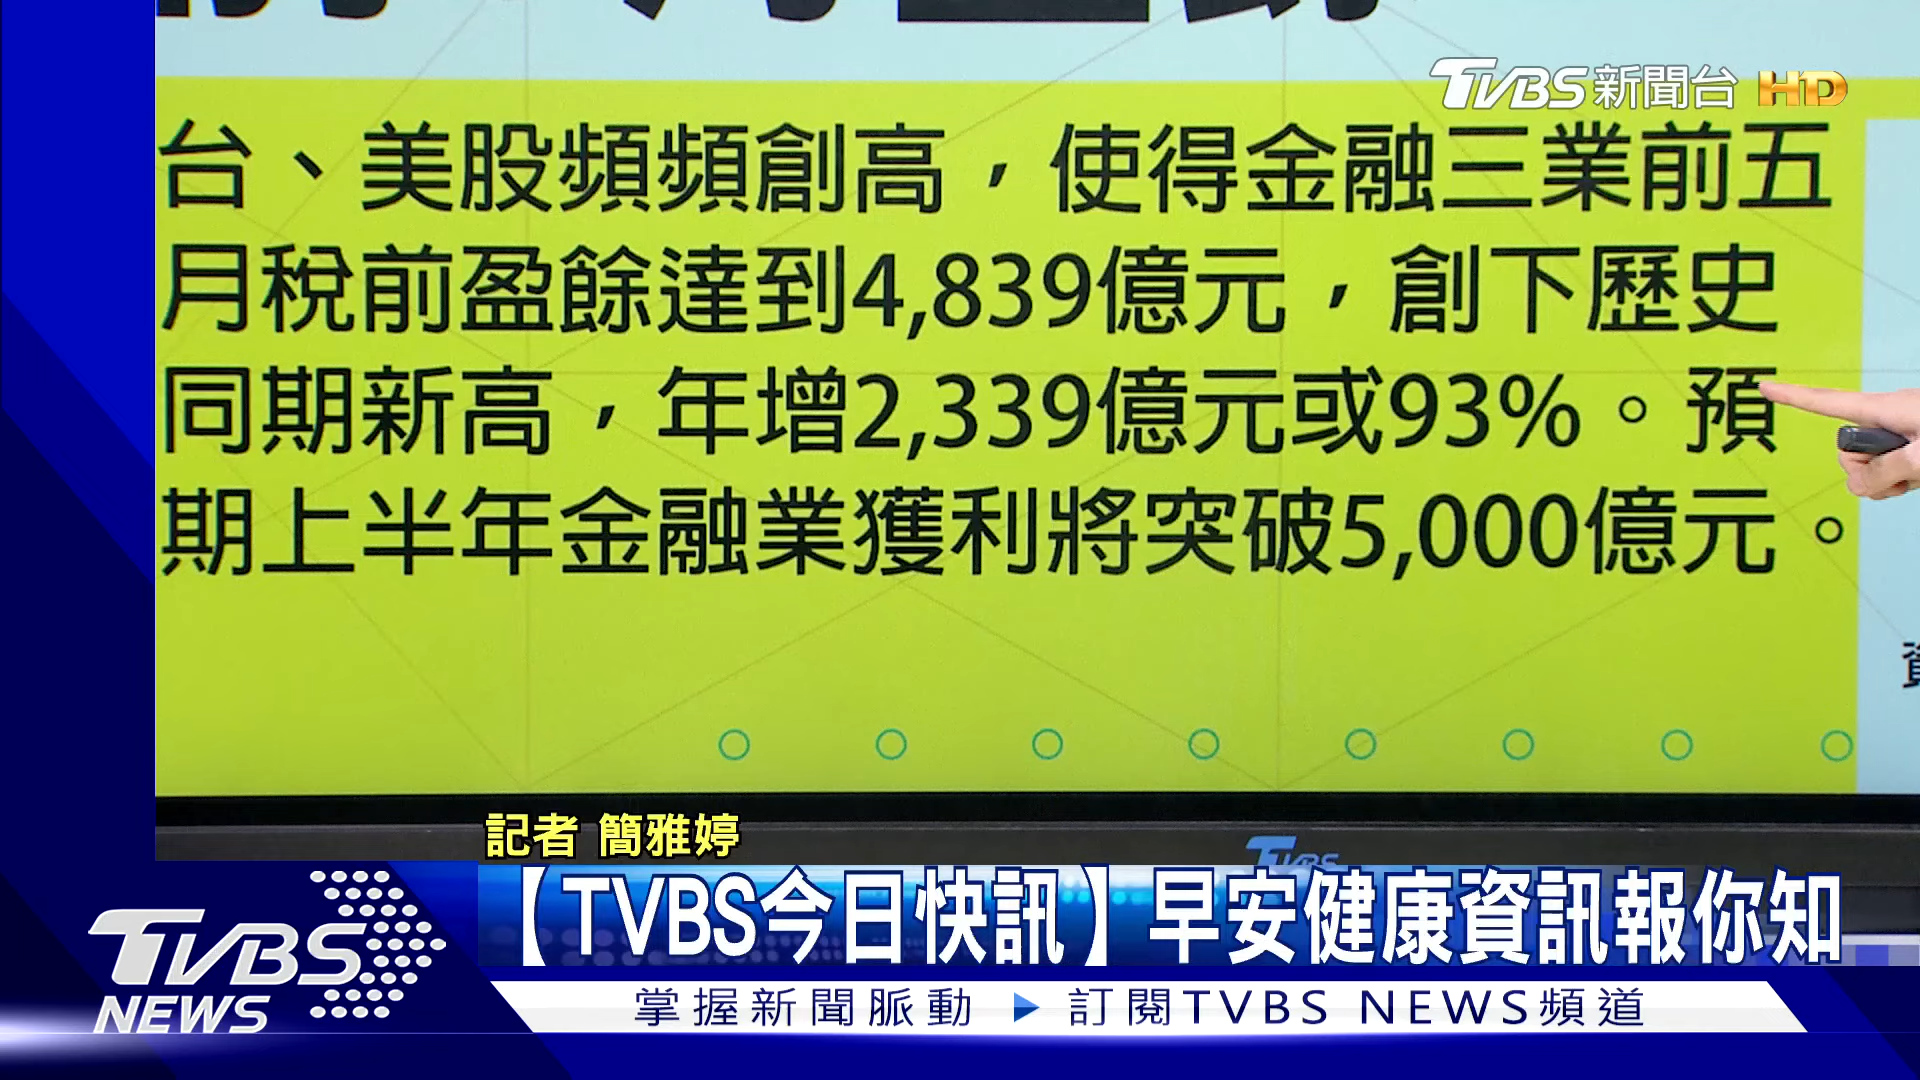 TVBS新聞台 HD
台、美股頻頻創高，使得金融三業前五
月稅前盈餘達到4,839億元，創下歷史
同期新高，年增2,339億元或93%。預
期上半年金融業獲利將突破5,000億元。
資
記者 簡雅婷
TVBS
【TVBS今日快訊】早安健康資訊報你知
TVBS
NEWS
掌握新聞脈動 ▶ 訂閱TVBS NEWS頻道